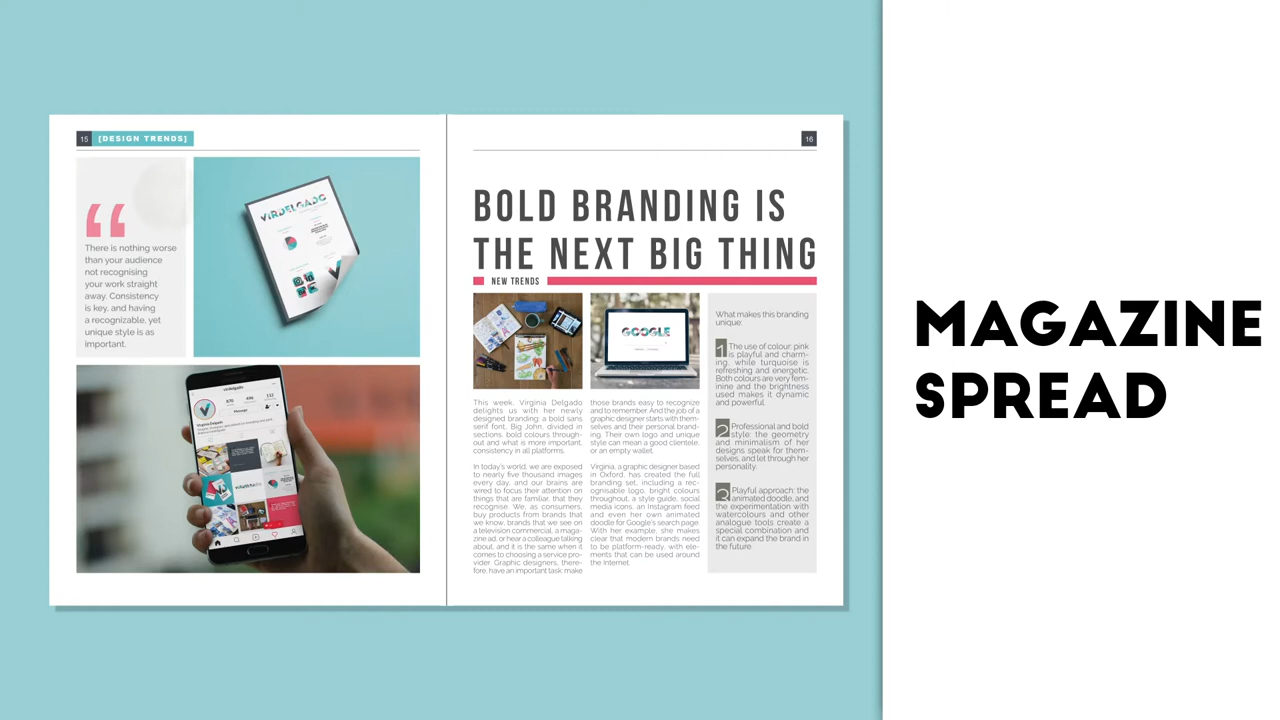 15 [DESIGN TRENDS]
There is nothing worse
than your audience
not recognising
your work straight
away. Consistency
is key, and having
a recognizable, yet
unique style is as
important.
VIRDELGADO
virdelgado
Message
16
BOLD BRANDING IS
THE NEXT BIG THING
NEW TRENDS
GOOGLE
This week, Virginia Delgado
delights us with her newly
designed branding: a bold sans
serif font, Big John, divided in
sections, bold colours through-
out and what is more important,
consistency in all platforms.
In today's world, we are exposed
to nearly five thousand images
every day, and our brains are
wired to focus their attention on
things that are familiar, that they
recognise. We, as consumers,
buy products from brands that
we know, brands that we see on
a television commercial, a maga-
zine ad, or hear a colleague talking
about, and it is the same when it
comes to choosing a service pro-
vider. Graphic designers, there-
fore, have an important task: make
those brands easy to recognize
and to remember. And the job of a
graphic designer starts with them-
selves and their personal brand-
ing. Their own logo and unique
style can mean a good clientele,
or an empty wallet.
Virginia, a graphic designer based
in Oxford, has created the full
branding set, including a rec-
ognisable logo, bright colours
throughout, a style guide, social
media icons, an Instagram feed
and even her own animated
doodle for Google's search page.
With her example, she makes
clear that modern brands need
to be platform-ready, with ele-
ments that can be used around
the Internet.
What makes this branding
unique:
1 The use of colour: pink
is playful and charm-
ing, while turquoise is
refreshing and energetic.
Both colours are very fem-
inine and the brightness
used makes it dynamic
and powerful.
2 Professional and bold
style: the geometry
and minimalism of her
designs speak for them-
selves, and let through her
personality.
3 Playful approach: the
animated doodle, and
the experimentation with
watercolours and other
analogue tools create a
special combination and
it can expand the brand in
the future.
MAGAZINE
SPREAD